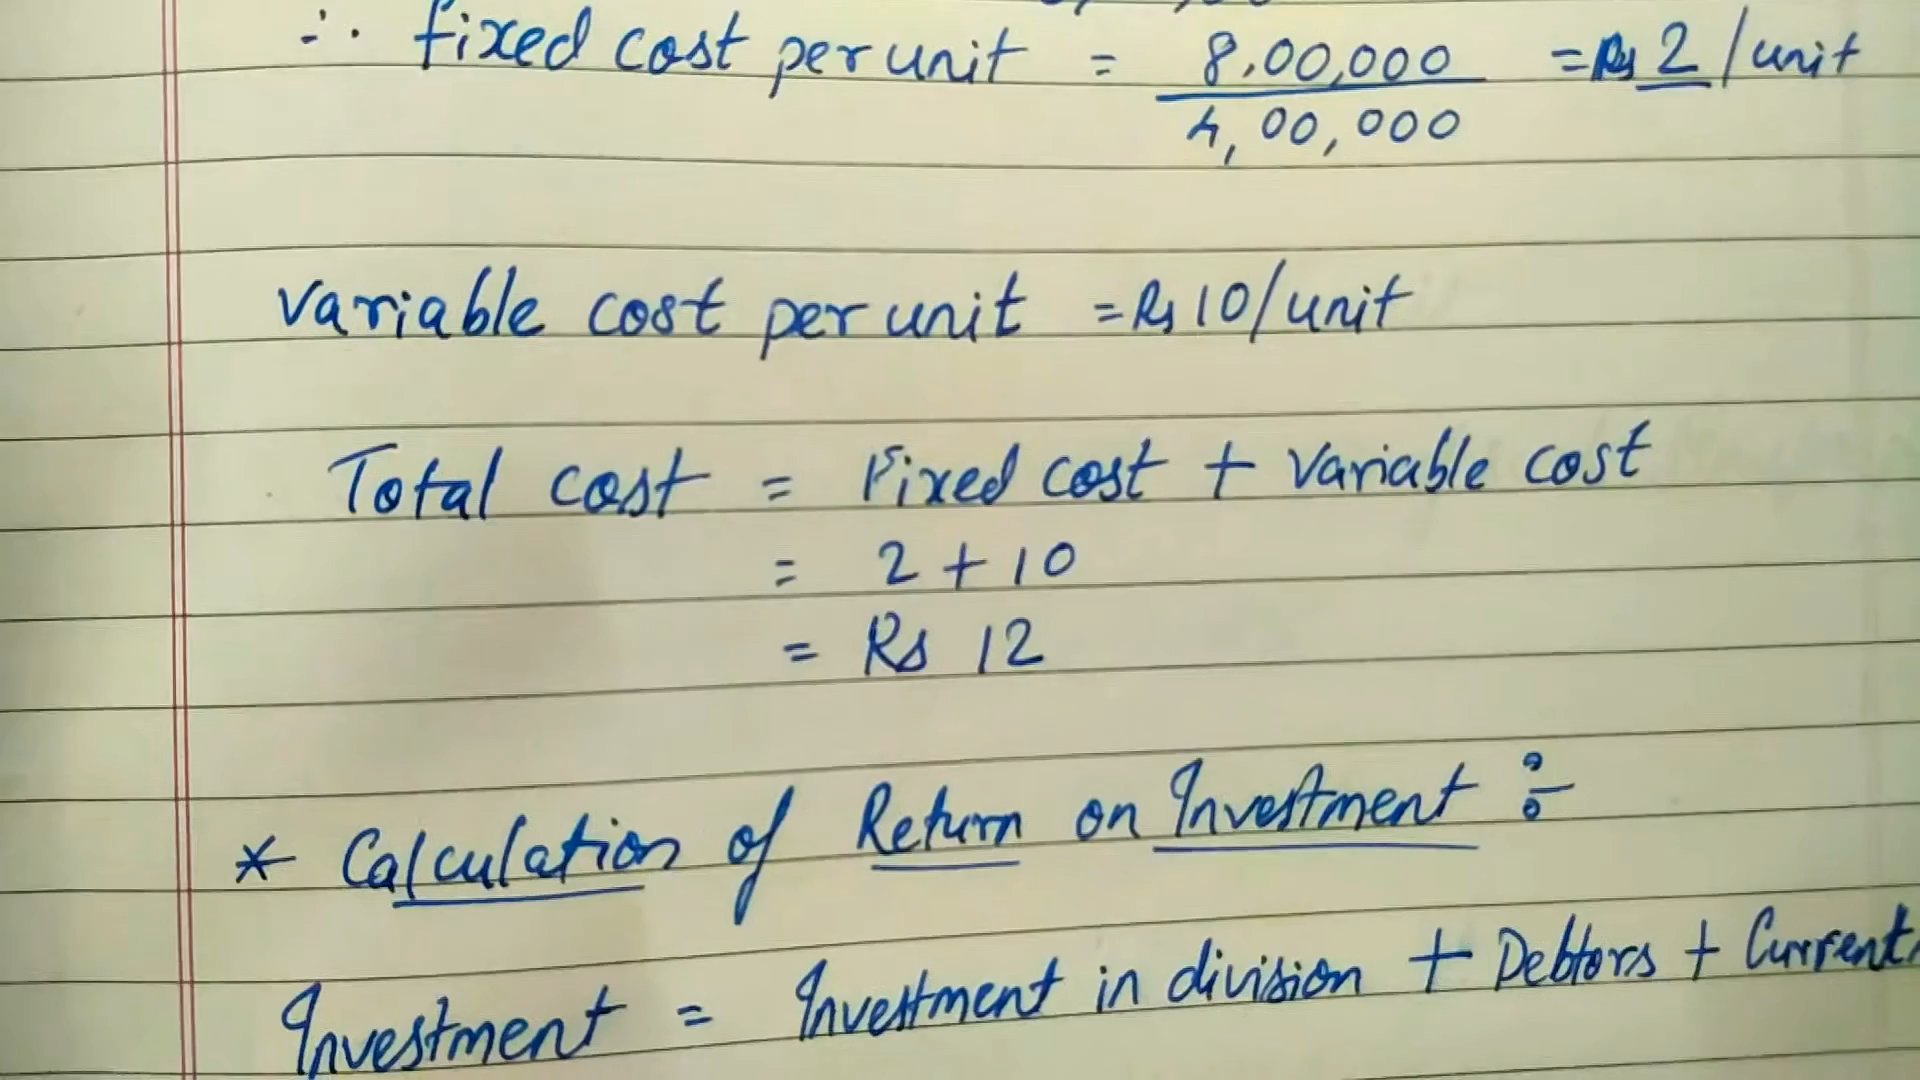 ∴ fixed cost per unit = 8,00,000 = Rs 2 / unit
4,00,000
Variable cost per unit = Rs 10/unit
Total cost = Fixed cost + Variable cost
= 2 + 10
= Rs 12
* Calculation of Return on Investment :-
Investment = Investment in division + Debtors + Current